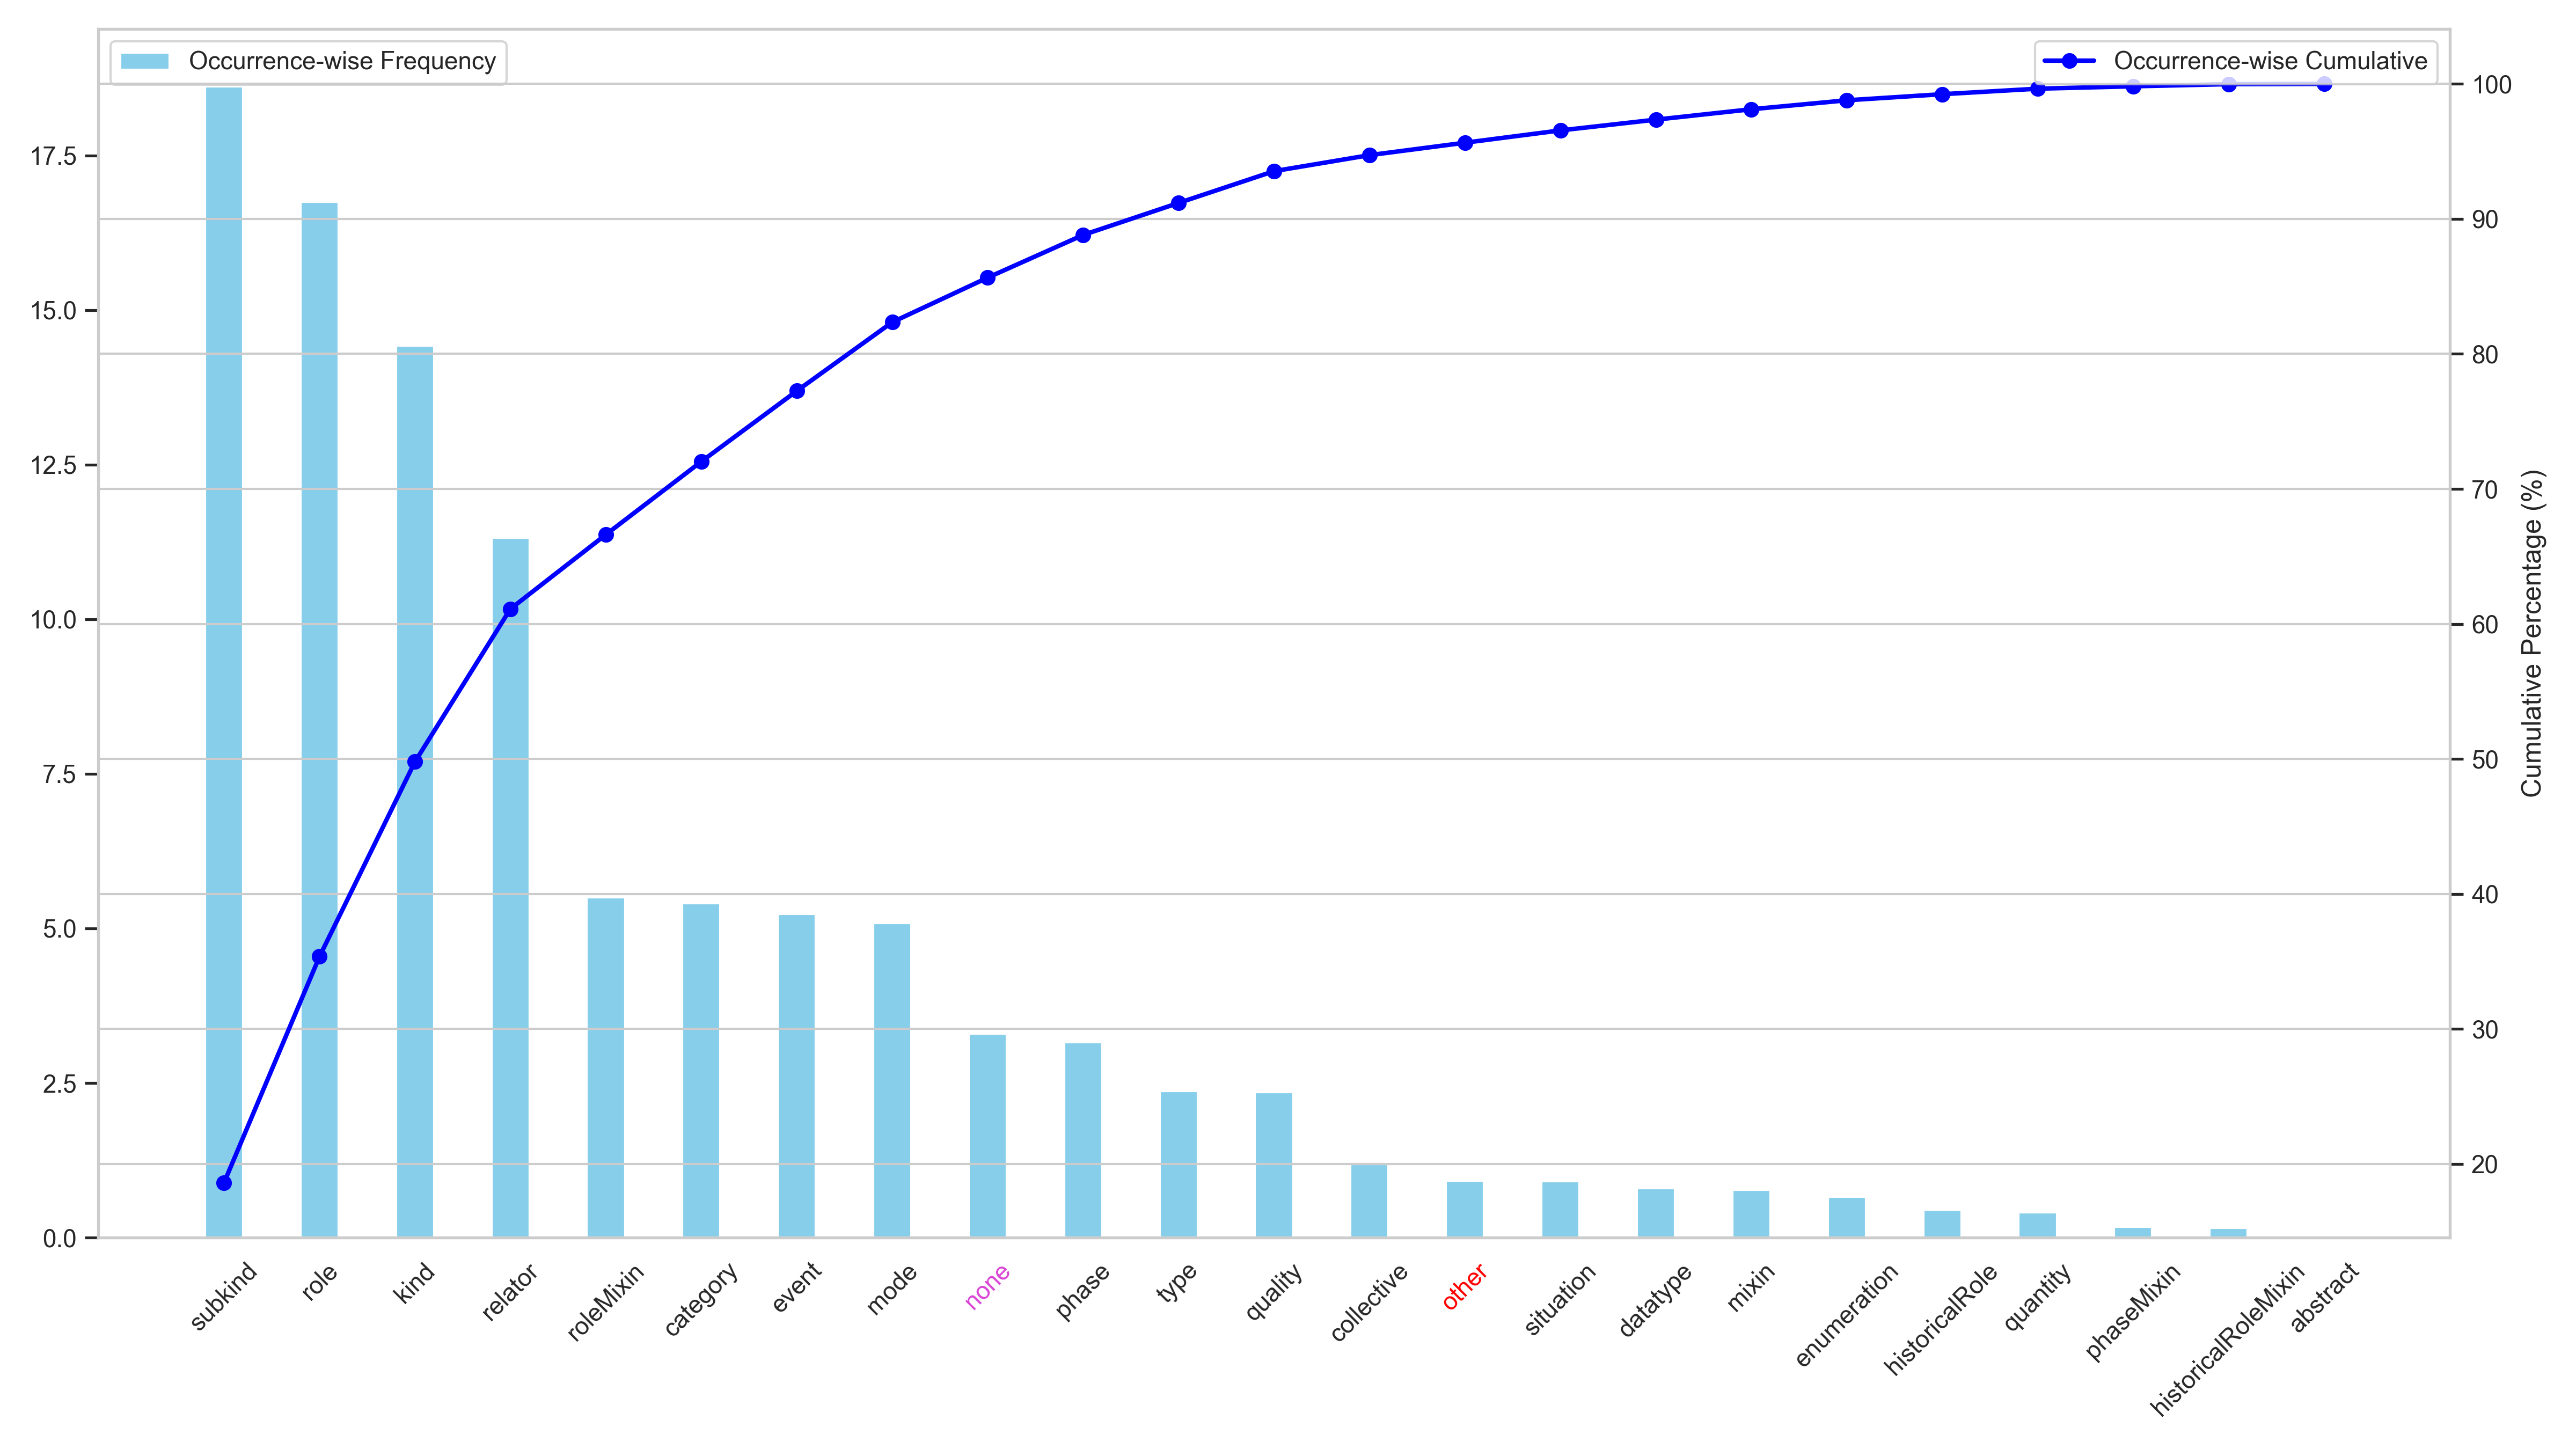 Occurrence-wise Frequency
Occurrence-wise Cumulative
17.5
15.0
12.5
10.0
7.5
5.0
2.5
0.0
100
90
80
70
60
50
40
30
20
Cumulative Percentage (%)
subkind
role
kind
relator
roleMixin
category
event
mode
none
phase
type
quality
collective
other
situation
datatype
mixin
enumeration
historicalRole
quantity
phaseMixin
historicalRoleMixin
abstract